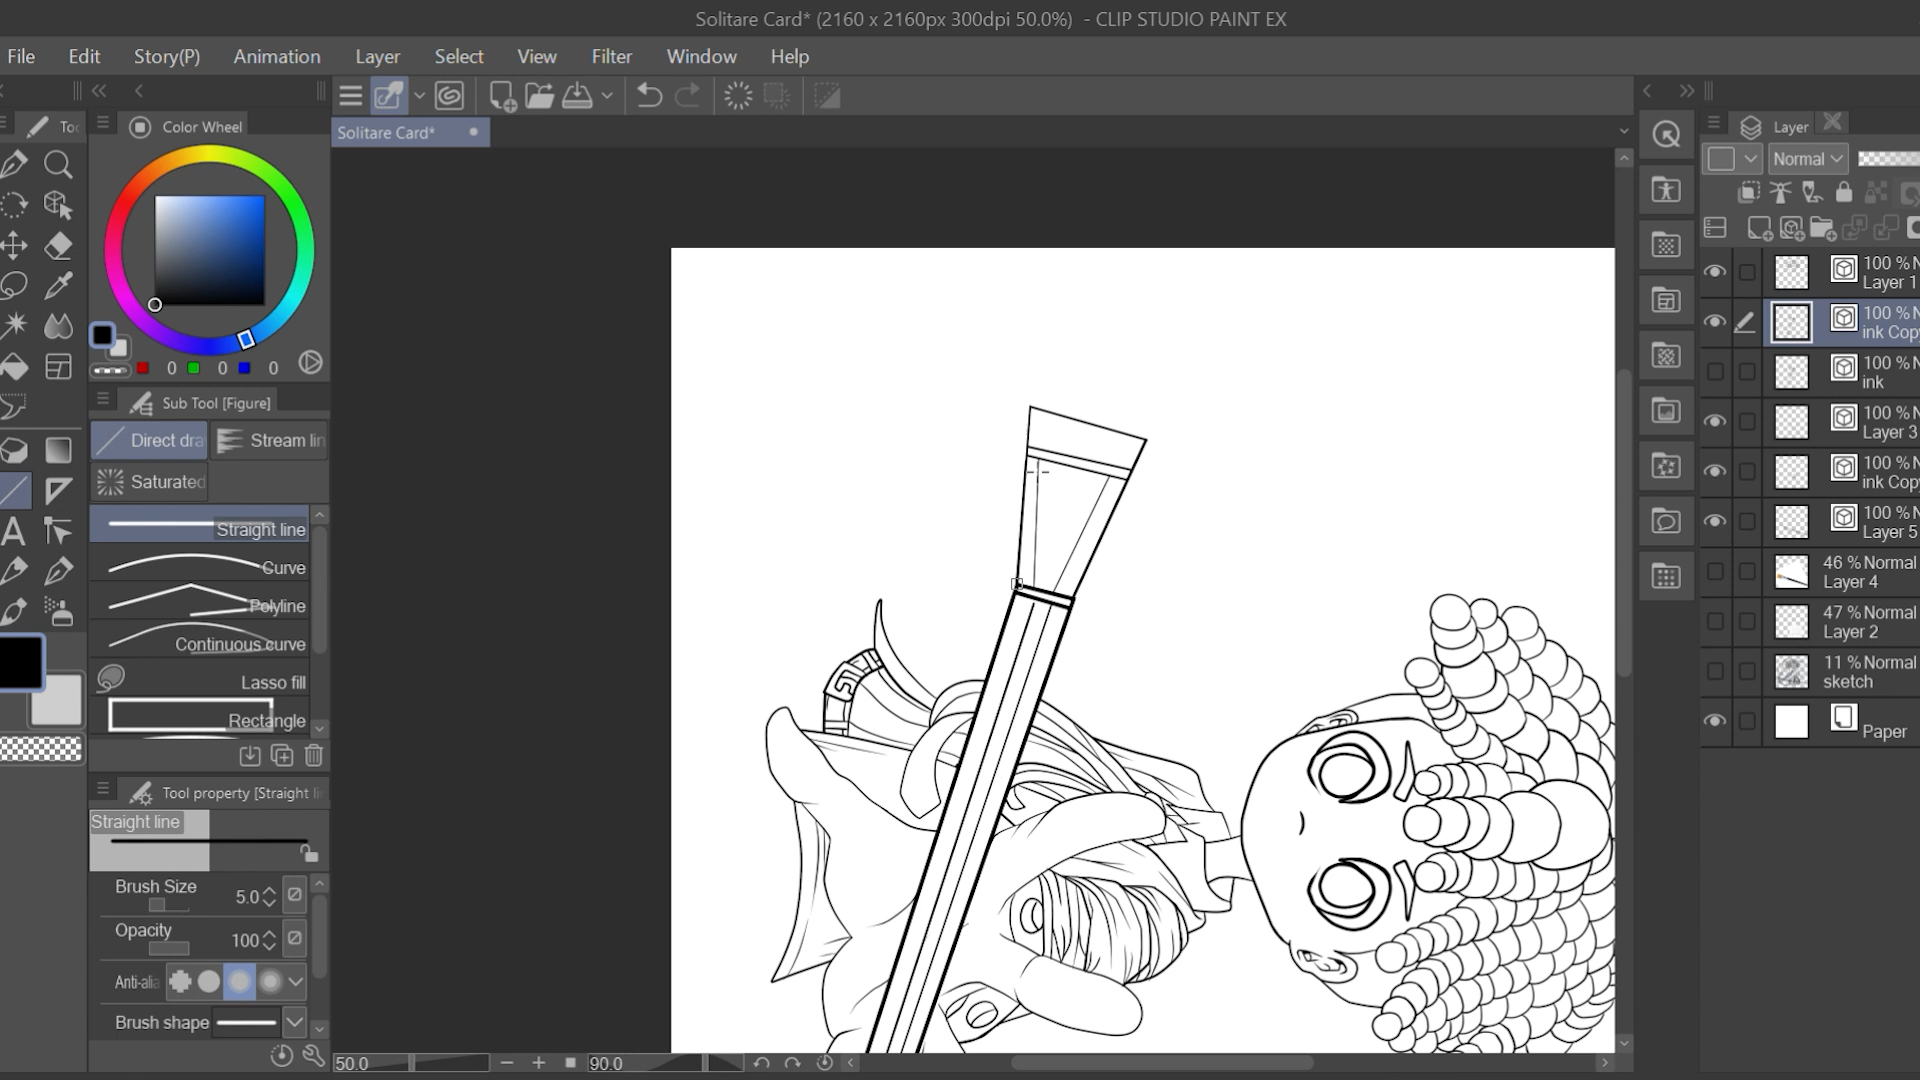 Solitare Card* (2160 x 2160px 300dpi 50.0%) - CLIP STUDIO PAINT EX
File Edit Story(P) Animation Layer Select View Filter Window Help
Solitare Card*
Color Wheel
0 0 0
Sub Tool [Figure]
Direct dra
Stream lin
Saturated
Straight line
Curve
Polyline
Continuous curve
Lasso fill
Rectangle
Tool property [Straight li
Straight line
Brush Size 5.0
Opacity 100
Anti-alia
Brush shape
50.0
90.0
Layer
Normal
100 % N
Layer 1
100 % N
ink Cop
100 % N
ink
100 % N
Layer 3
100 % N
ink Cop
100 % N
Layer 5
46 % Normal
Layer 4
47 % Normal
Layer 2
11 % Normal
sketch
Paper